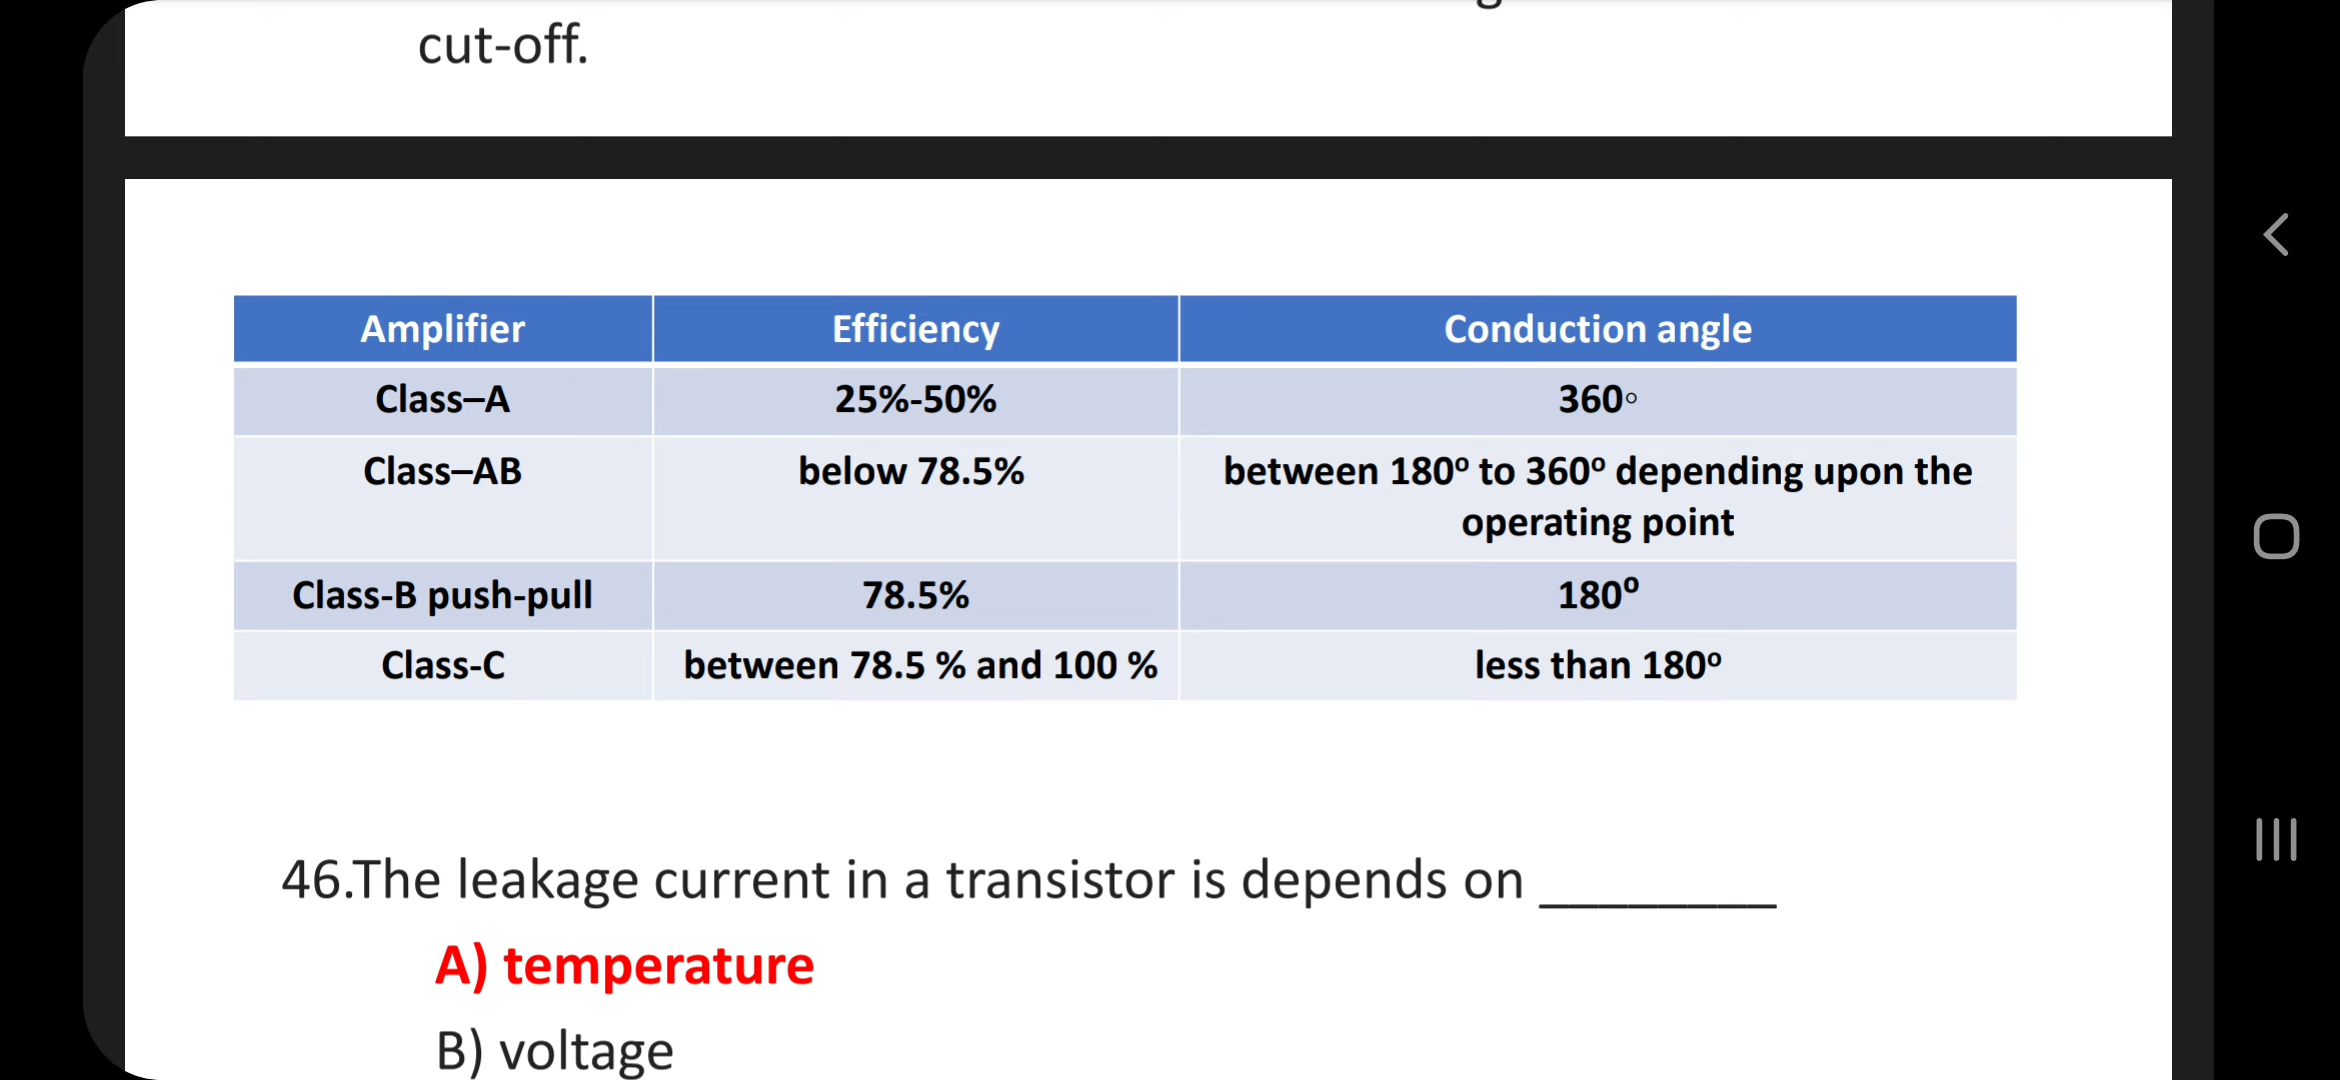 cut-off.
Amplifier Efficiency Conduction angle
Class–A 25%-50% 360◦
Class–AB below 78.5% between 180º to 360º depending upon the
operating point
Class-B push-pull 78.5% 180⁰
Class-C between 78.5 % and 100 % less than 180º
46.The leakage current in a transistor is depends on ________
A) temperature
B) voltage